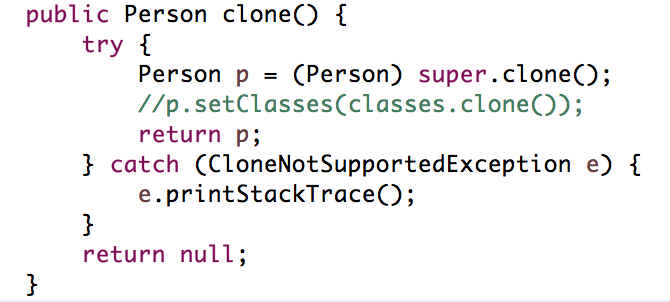 public Person clone() {
    try {
        Person p = (Person) super.clone();
        //p.setClasses(classes.clone());
        return p;
    } catch (CloneNotSupportedException e) {
        e.printStackTrace();
    }
    return null;
}